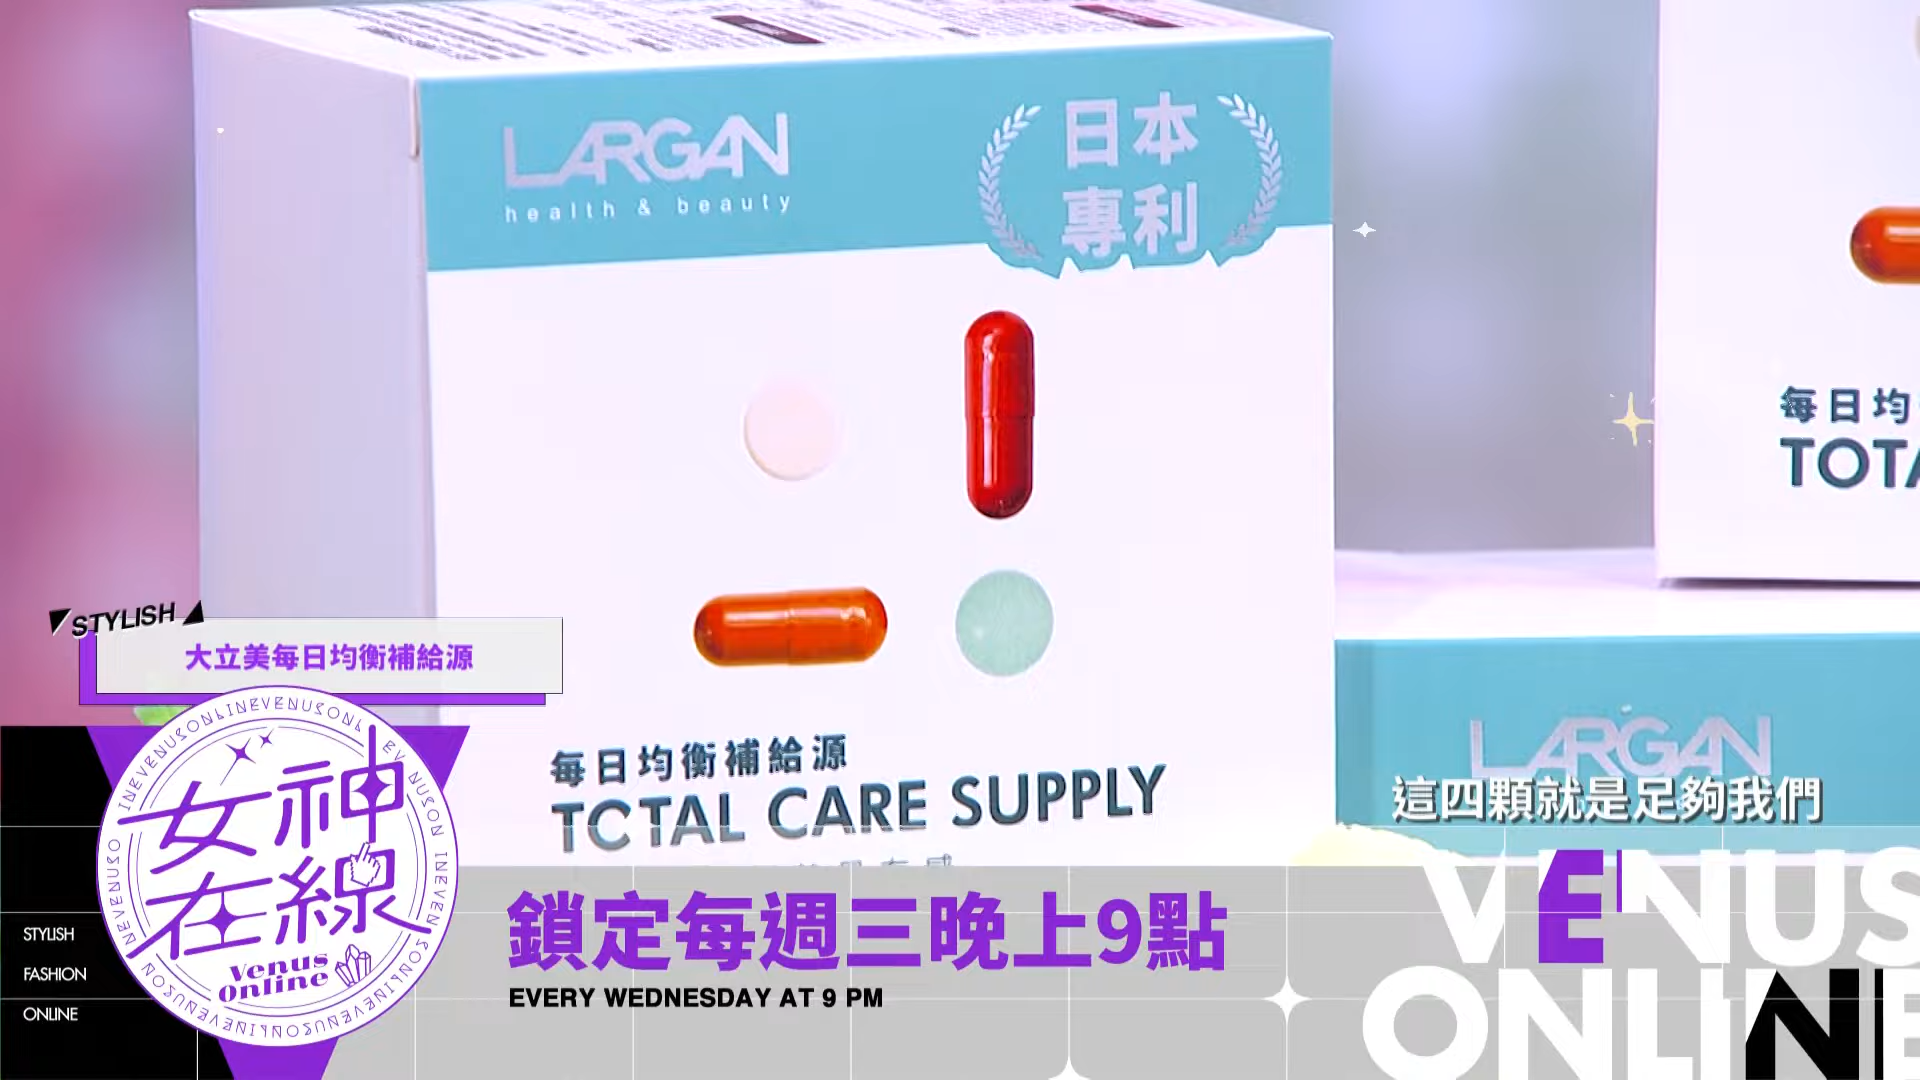 LARGAN
health & beauty
日本
專利
每日均衡補給源
TOTAL CARE SUPPLY
每日均
TOTA
LARGAN
這四顆就是足夠我們
STYLISH
大立美每日均衡補給源
女神
在線
Venus
Online
STYLISH
FASHION
ONLINE
鎖定每週三晚上9點
EVERY WEDNESDAY AT 9 PM
VENUS
ONLINE